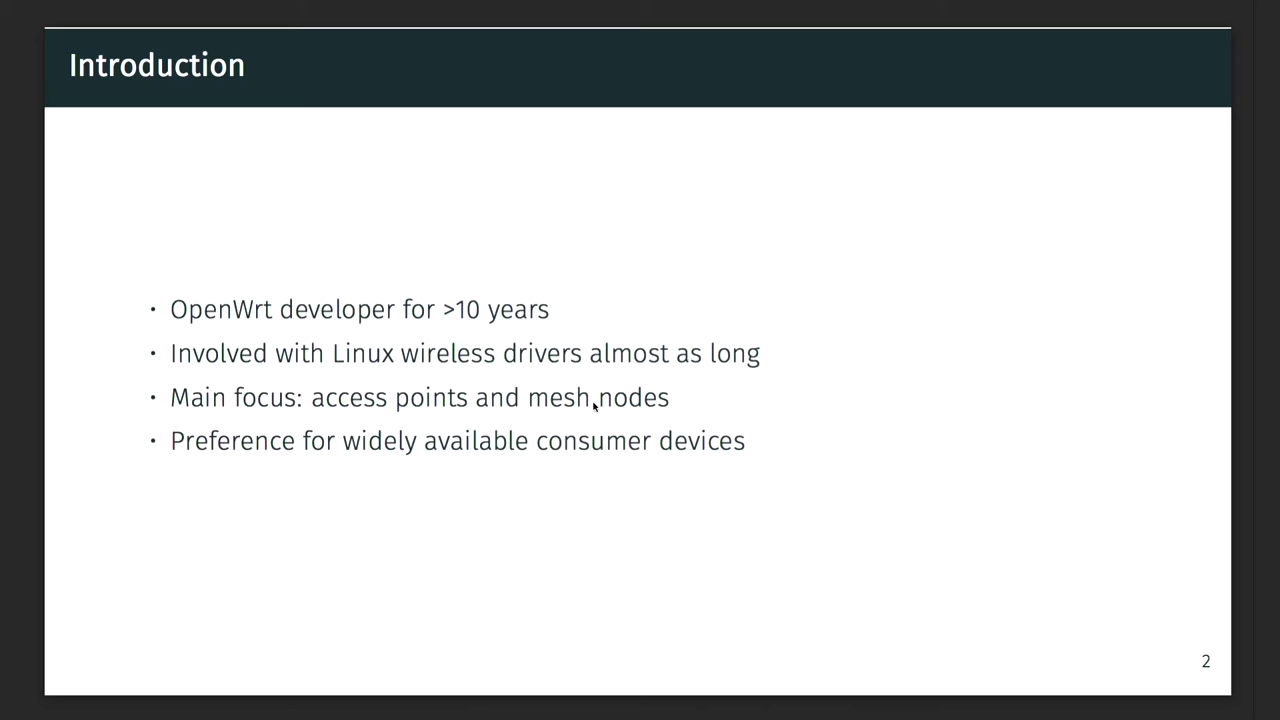 Introduction
• OpenWrt developer for >10 years
• Involved with Linux wireless drivers almost as long
• Main focus: access points and mesh nodes
• Preference for widely available consumer devices
2